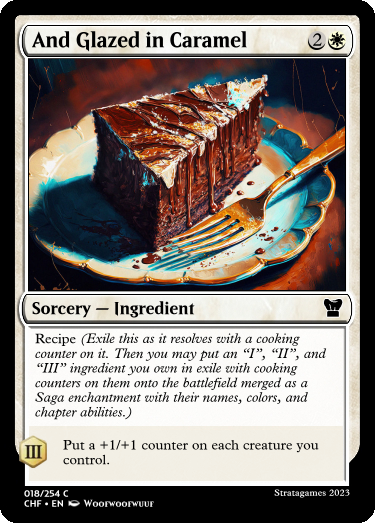 And Glazed in Caramel 2
Sorcery — Ingredient
Recipe (Exile this as it resolves with a cooking
counter on it. Then you may put an “I”, “II”, and
“III” ingredient you own in exile with cooking
counters on them onto the battlefield merged as a
Saga enchantment with their names, colors, and
chapter abilities.)
III Put a +1/+1 counter on each creature you
control.
018/254 C Stratagames 2023
CHF • EN Woofwoofwuuf